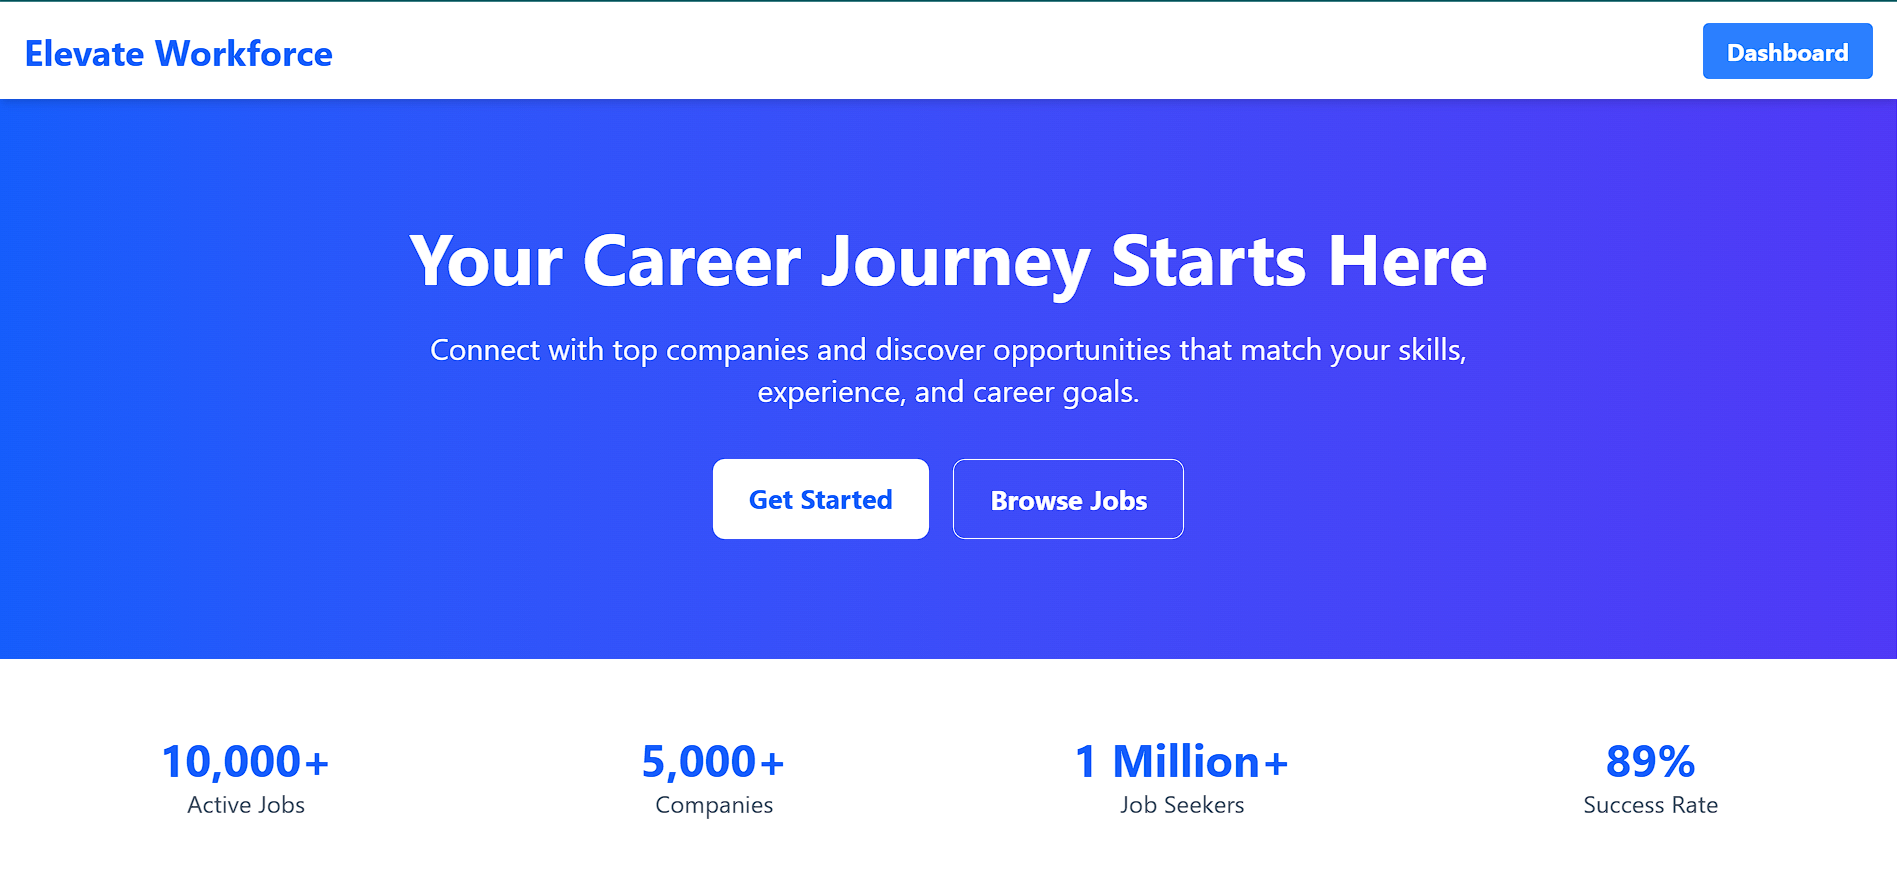 Elevate Workforce
Dashboard
Your Career Journey Starts Here
Connect with top companies and discover opportunities that match your skills,
experience, and career goals.
Get Started
Browse Jobs
10,000+
Active Jobs
5,000+
Companies
1 Million+
Job Seekers
89%
Success Rate